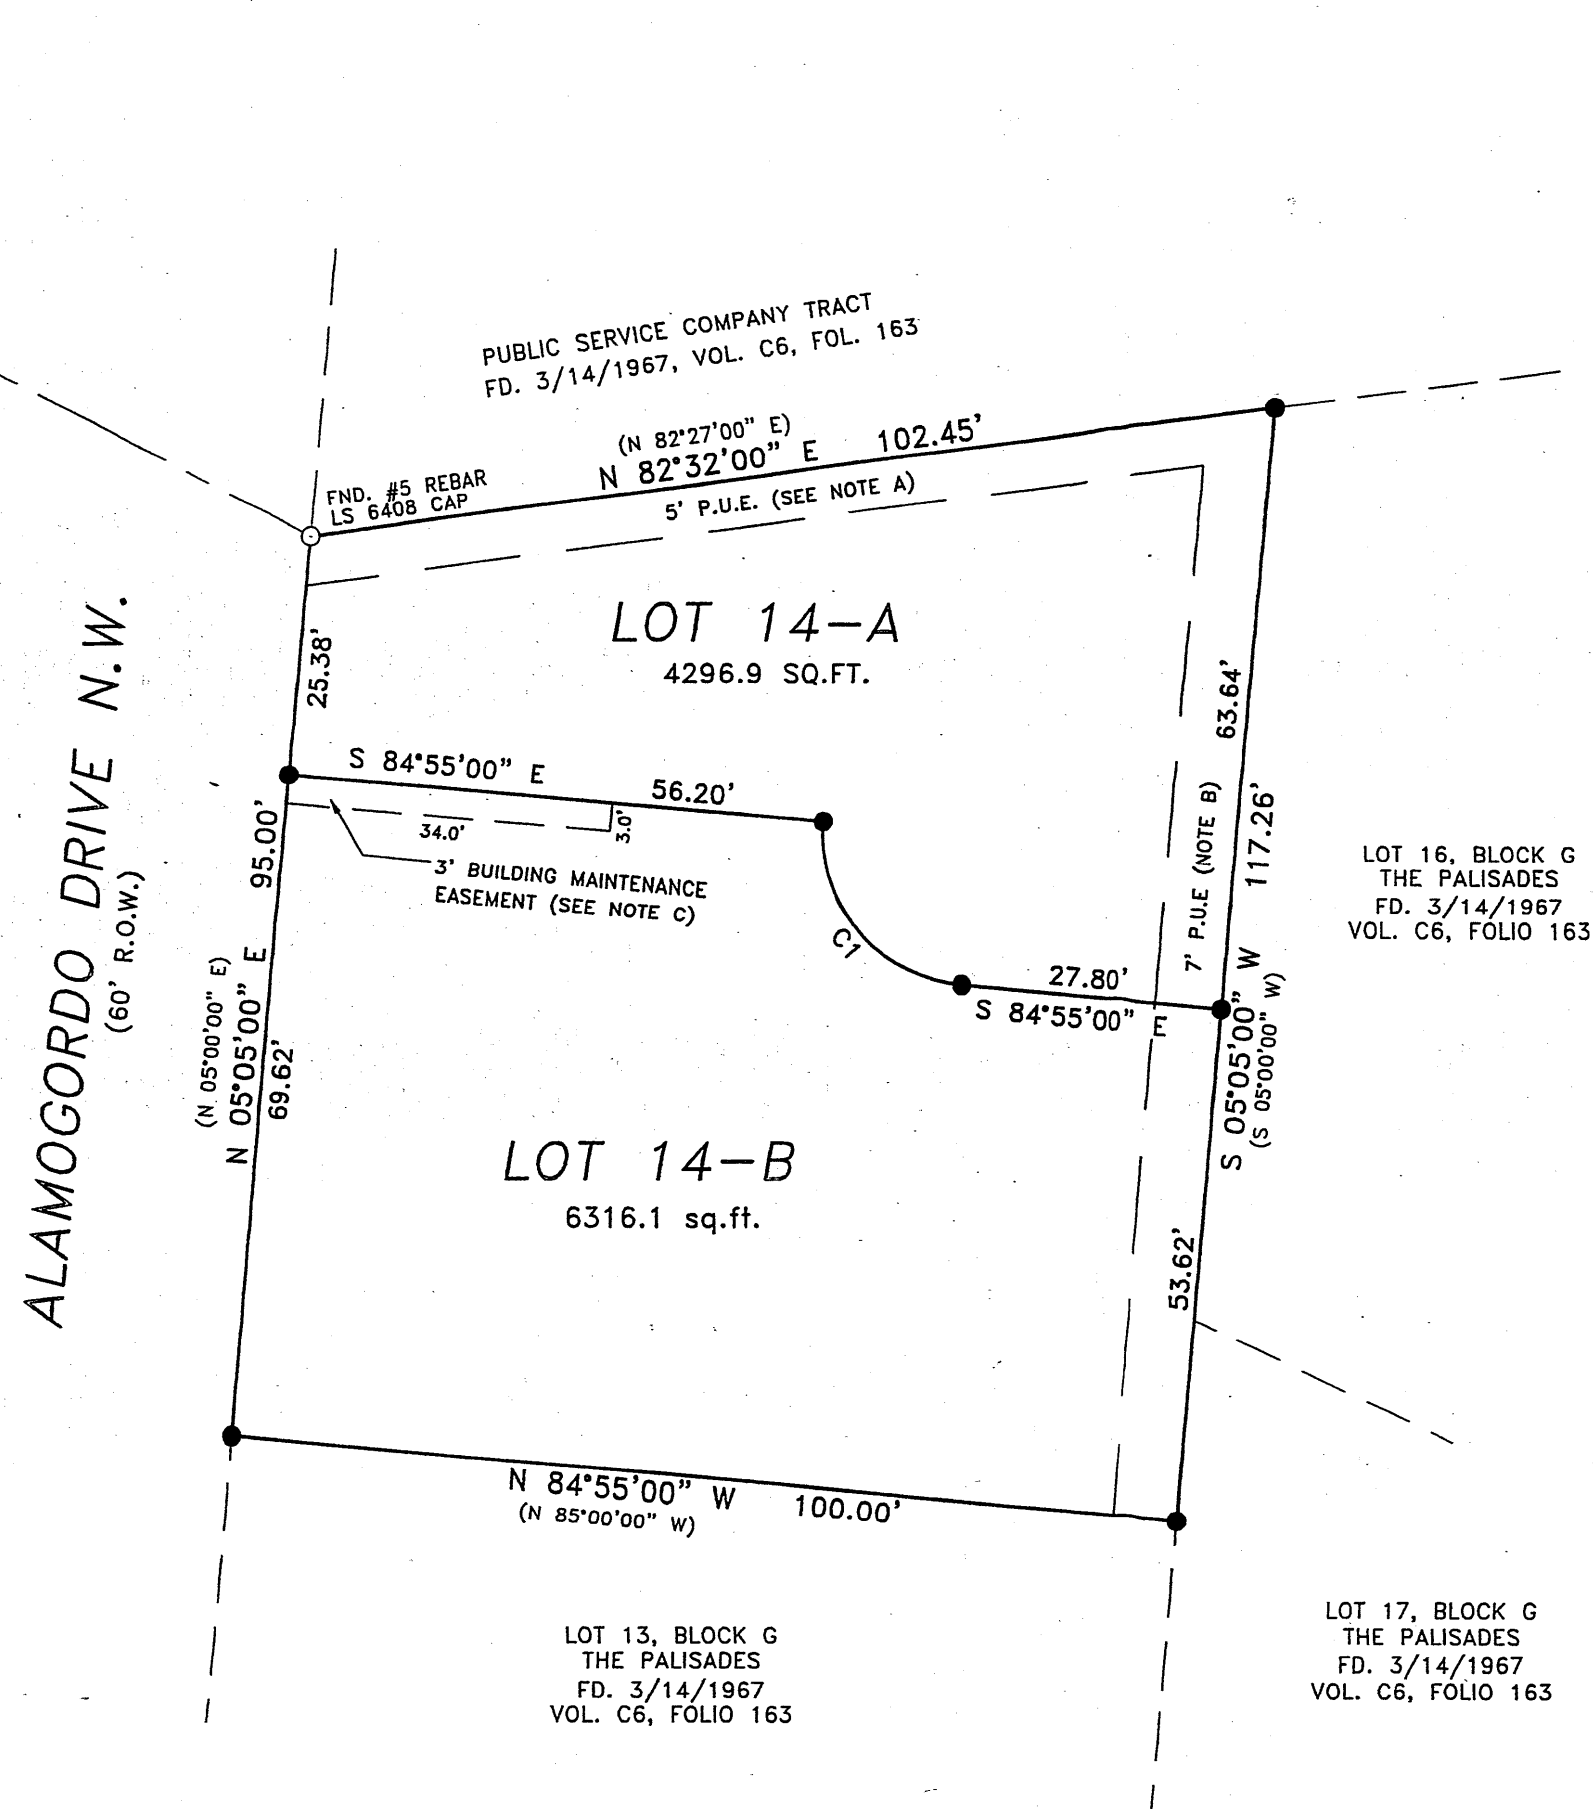 PUBLIC SERVICE COMPANY TRACT
FD. 3/14/1967, VOL. C6, FOL. 163
(N 82°27'00" E)
N 82°32'00" E 102.45'
FND. #5 REBAR
LS 6408 CAP
5' P.U.E. (SEE NOTE A)
LOT 14-A
4296.9 SQ.FT.
25.38'
63.64'
S 84°55'00" E 56.20'
34.0'
3.0'
3' BUILDING MAINTENANCE
EASEMENT (SEE NOTE C)
C1
7' P.U.E (NOTE B)
27.80'
S 84°55'00" E
ALAMOGORDO DRIVE N.W.
(60' R.O.W.)
(N 05°00'00" E)
N 05°05'00" E 95.00'
69.62'
S 05°05'00" W 117.26'
(S 05°00'00" W)
LOT 16, BLOCK G
THE PALISADES
FD. 3/14/1967
VOL. C6, FOLIO 163
LOT 14-B
6316.1 sq.ft.
53.62'
N 84°55'00" W 100.00'
(N 85°00'00" W)
LOT 13, BLOCK G
THE PALISADES
FD. 3/14/1967
VOL. C6, FOLIO 163
LOT 17, BLOCK G
THE PALISADES
FD. 3/14/1967
VOL. C6, FOLIO 163